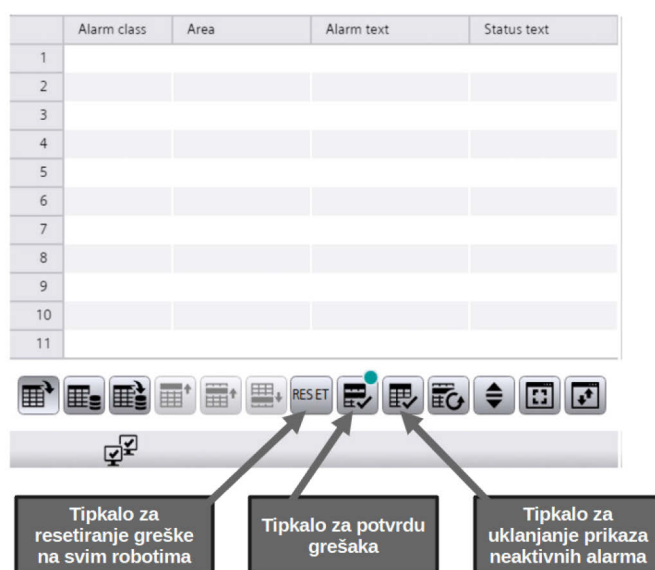 Alarm class Area Alarm text Status text
1
2
3
4
5
6
7
8
9
10
11
RESET
Tipkalo za
resetiranje greške
na svim robotima
Tipkalo za potvrdu
grešaka
Tipkalo za
uklanjanje prikaza
neaktivnih alarma